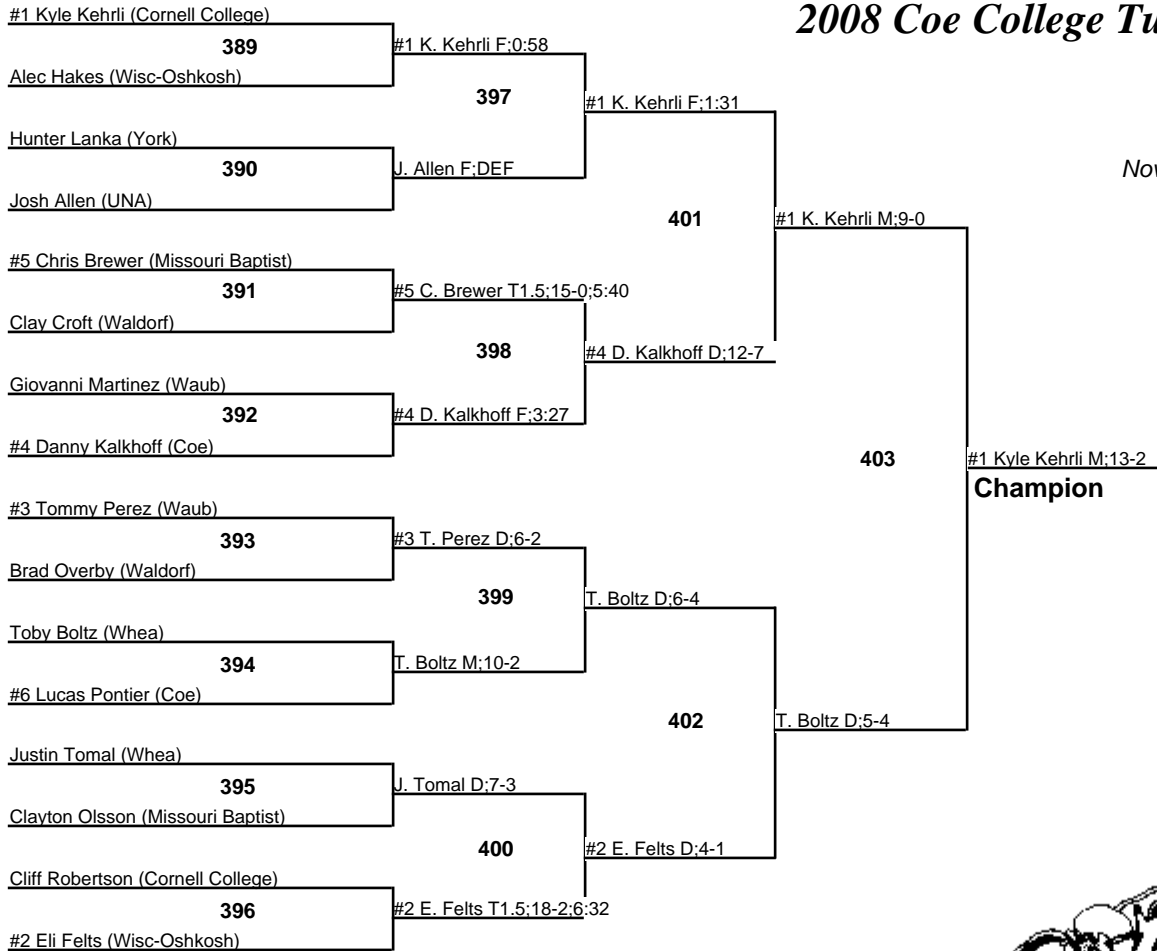 2008 Coe College Tu
Nov
#1 Kyle Kehrli (Cornell College)
389
Alec Hakes (Wisc-Oshkosh)
Hunter Lanka (York)
390
Josh Allen (UNA)
#5 Chris Brewer (Missouri Baptist)
391
Clay Croft (Waldorf)
Giovanni Martinez (Waub)
392
#4 Danny Kalkhoff (Coe)
#3 Tommy Perez (Waub)
393
Brad Overby (Waldorf)
Toby Boltz (Whea)
394
#6 Lucas Pontier (Coe)
Justin Tomal (Whea)
395
Clayton Olsson (Missouri Baptist)
Cliff Robertson (Cornell College)
396
#2 Eli Felts (Wisc-Oshkosh)
#1 K. Kehrli F;0:58
397
J. Allen F;DEF
#5 C. Brewer T1.5;15-0;5:40
398
#4 D. Kalkhoff F;3:27
#3 T. Perez D;6-2
399
T. Boltz M;10-2
J. Tomal D;7-3
400
#2 E. Felts T1.5;18-2;6:32
#1 K. Kehrli F;1:31
401
#4 D. Kalkhoff D;12-7
T. Boltz D;6-4
402
#2 E. Felts D;4-1
#1 K. Kehrli M;9-0
403
T. Boltz D;5-4
#1 Kyle Kehrli M;13-2
Champion